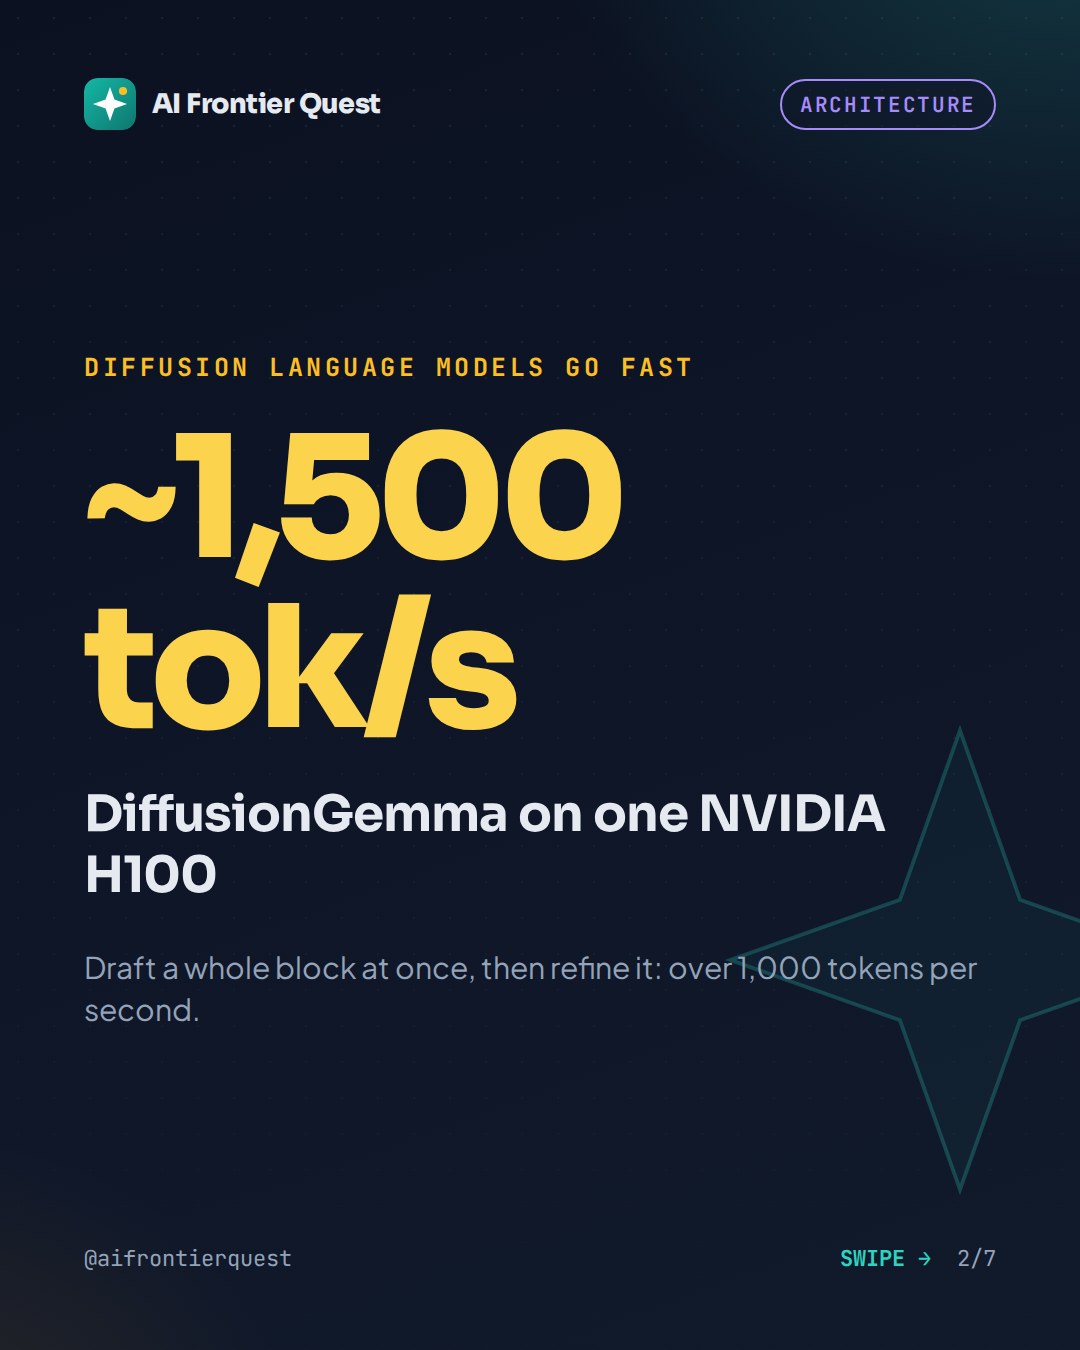 AI Frontier Quest
ARCHITECTURE
DIFFUSION LANGUAGE MODELS GO FAST
~1,500
tok/s
DiffusionGemma on one NVIDIA
H100
Draft a whole block at once, then refine it: over 1,000 tokens per
second.
@aifrontierquest
SWIPE → 2/7